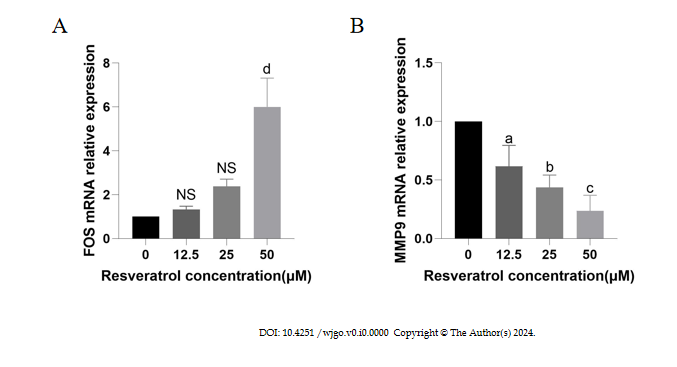 A
B
FOS mRNA relative expression
8
6
4
2
0
NS
NS
d
0 12.5 25 50
Resveratrol concentration(μM)
MMP9 mRNA relative expression
1.5
1.0
0.5
0.0
a
b
c
0 12.5 25 50
Resveratrol concentration(μM)
DOI: 10.4251 /wjgo.v0.i0.0000 Copyright © The Author(s) 2024.